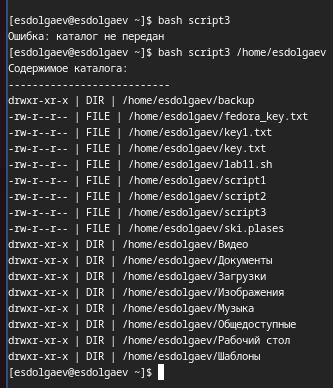 [esdolgaev@esdolgaev ~]$ bash script3
Ошибка: каталог не передан
[esdolgaev@esdolgaev ~]$ bash script3 /home/esdolgaev
Содержимое каталога:
---------------------------
drwxr-xr-x | DIR | /home/esdolgaev/backup
-rw-r--r-- | FILE | /home/esdolgaev/fedora_key.txt
-rw-r--r-- | FILE | /home/esdolgaev/key1.txt
-rw-r--r-- | FILE | /home/esdolgaev/key.txt
-rw-r--r-- | FILE | /home/esdolgaev/lab11.sh
-rw-r--r-- | FILE | /home/esdolgaev/script1
-rw-r--r-- | FILE | /home/esdolgaev/script2
-rw-r--r-- | FILE | /home/esdolgaev/script3
-rw-r--r-- | FILE | /home/esdolgaev/ski.plases
drwxr-xr-x | DIR | /home/esdolgaev/Видео
drwxr-xr-x | DIR | /home/esdolgaev/Документы
drwxr-xr-x | DIR | /home/esdolgaev/Загрузки
drwxr-xr-x | DIR | /home/esdolgaev/Изображения
drwxr-xr-x | DIR | /home/esdolgaev/Музыка
drwxr-xr-x | DIR | /home/esdolgaev/Общедоступные
drwxr-xr-x | DIR | /home/esdolgaev/Рабочий стол
drwxr-xr-x | DIR | /home/esdolgaev/Шаблоны
[esdolgaev@esdolgaev ~]$